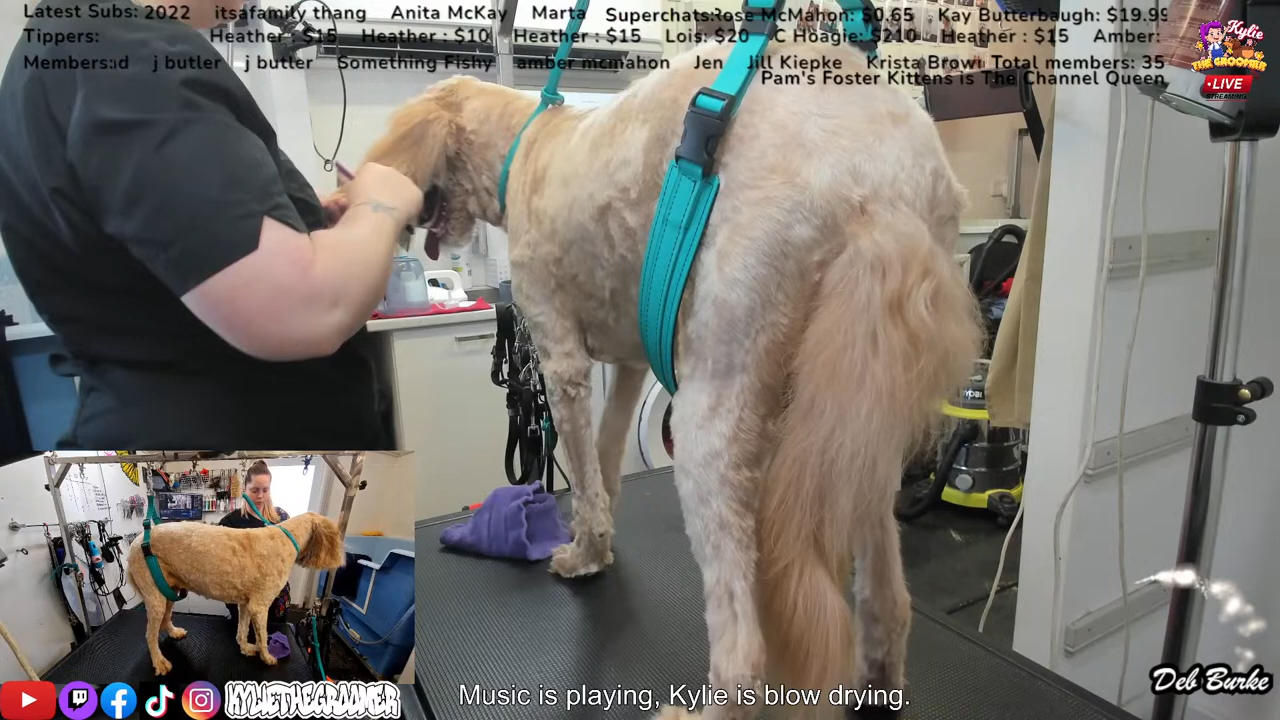 Latest Subs: 2022 itsafamily thang Anita McKay Marta Superchats: Rose McMahon: $0.65 Kay Butterbaugh: $19.99
Tippers: Heather : $15 Heather : $10 Heather : $15 Lois: $20 C Hoagie: $210 Heather : $15 Amber:
Members: d j butler j butler Something Fishy amber mcmahon Jen Jill Kiepke Krista Brown Total members: 35
Pam's Foster Kittens is The Channel Queen
Kylie
THE GROOMER
LIVE
STREAMING
RYOBI
KYLIETHEGROOMER
Music is playing, Kylie is blow drying.
Deb Burke